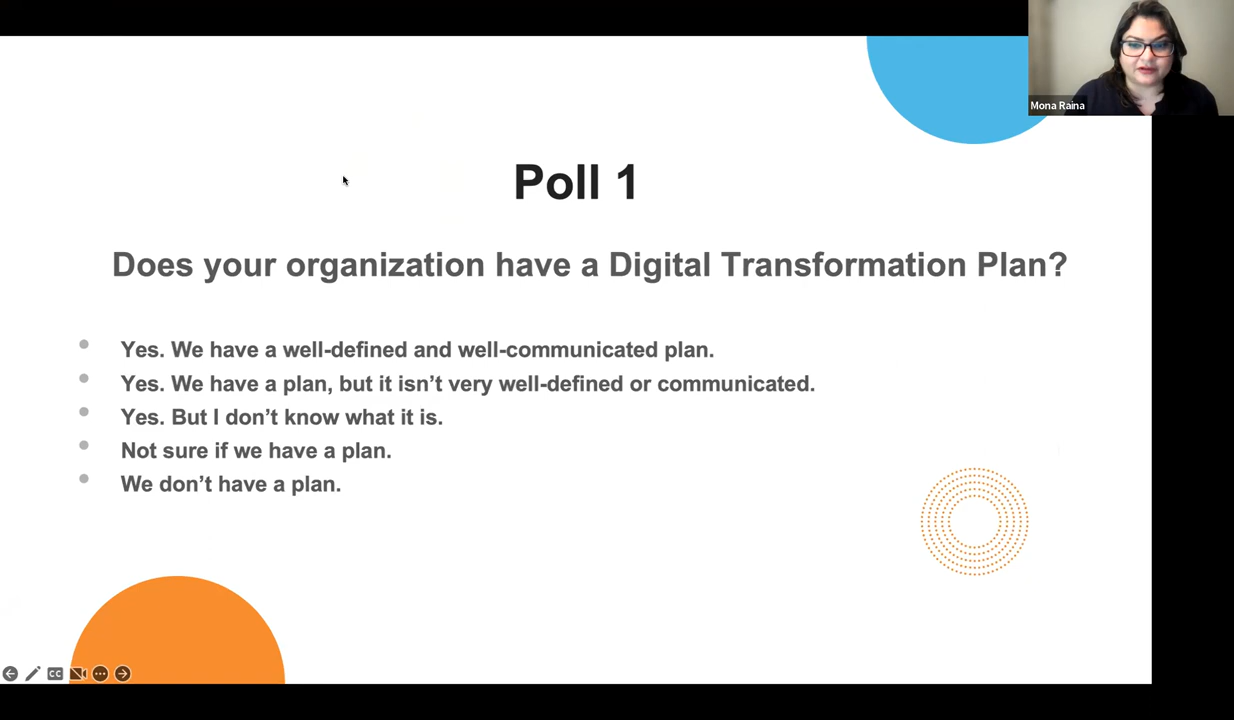 Mona Raina
Poll 1
Does your organization have a Digital Transformation Plan?
Yes. We have a well-defined and well-communicated plan.
Yes. We have a plan, but it isn’t very well-defined or communicated.
Yes. But I don’t know what it is.
Not sure if we have a plan.
We don’t have a plan.
CC